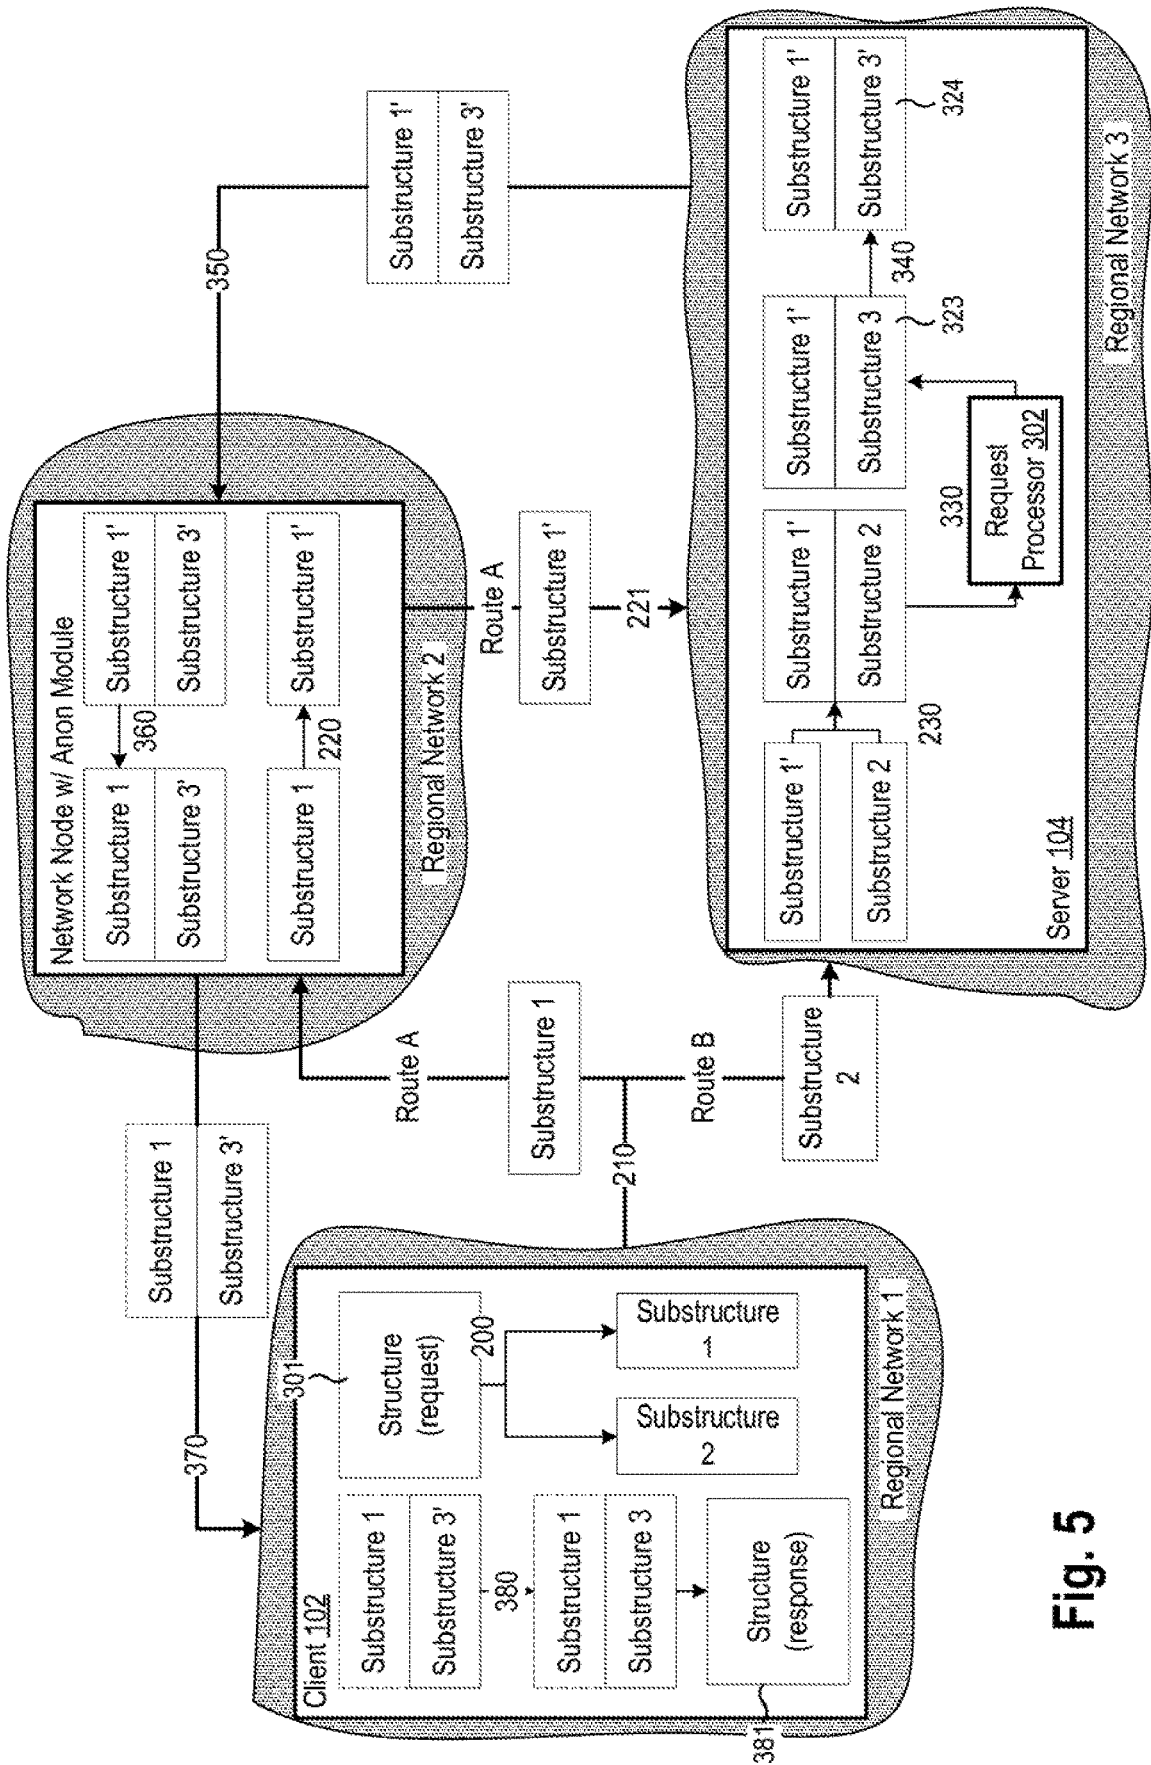 Network Node w/ Anon Module
Substructure 1
Substructure 3'
360
Substructure 1'
Substructure 3'
Substructure 1
220
Substructure 1'
Regional Network 2
350
Substructure 1'
Substructure 3'
370
Substructure 1
Substructure 3'
Route A
Substructure 1
210
Route B
Substructure
2
Route A
Substructure 1'
221
Client 102
Substructure 1
Substructure 3'
380
Substructure 1
Substructure 3
Structure
(response)
381
301
Structure
(request)
200
Substructure
1
Substructure
2
Regional Network 1
Substructure 1'
Substructure 2
230
Substructure 1'
Substructure 2
330
Request
Processor 302
Substructure 1'
Substructure 3
323
340
Substructure 1'
Substructure 3'
324
Server 104
Regional Network 3
Fig. 5